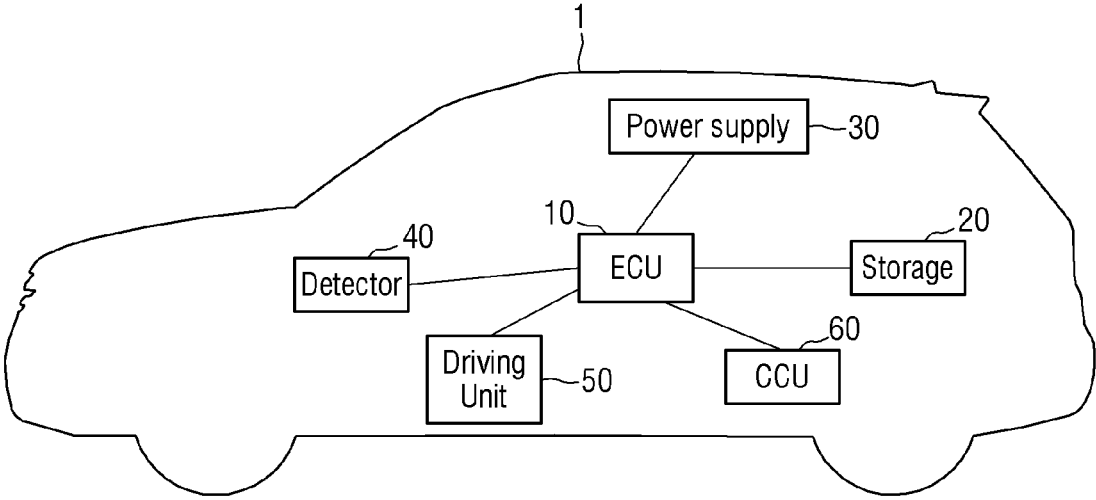 1
Power supply
30
10
ECU
20
Storage
40
Detector
60
CCU
Driving
Unit
50